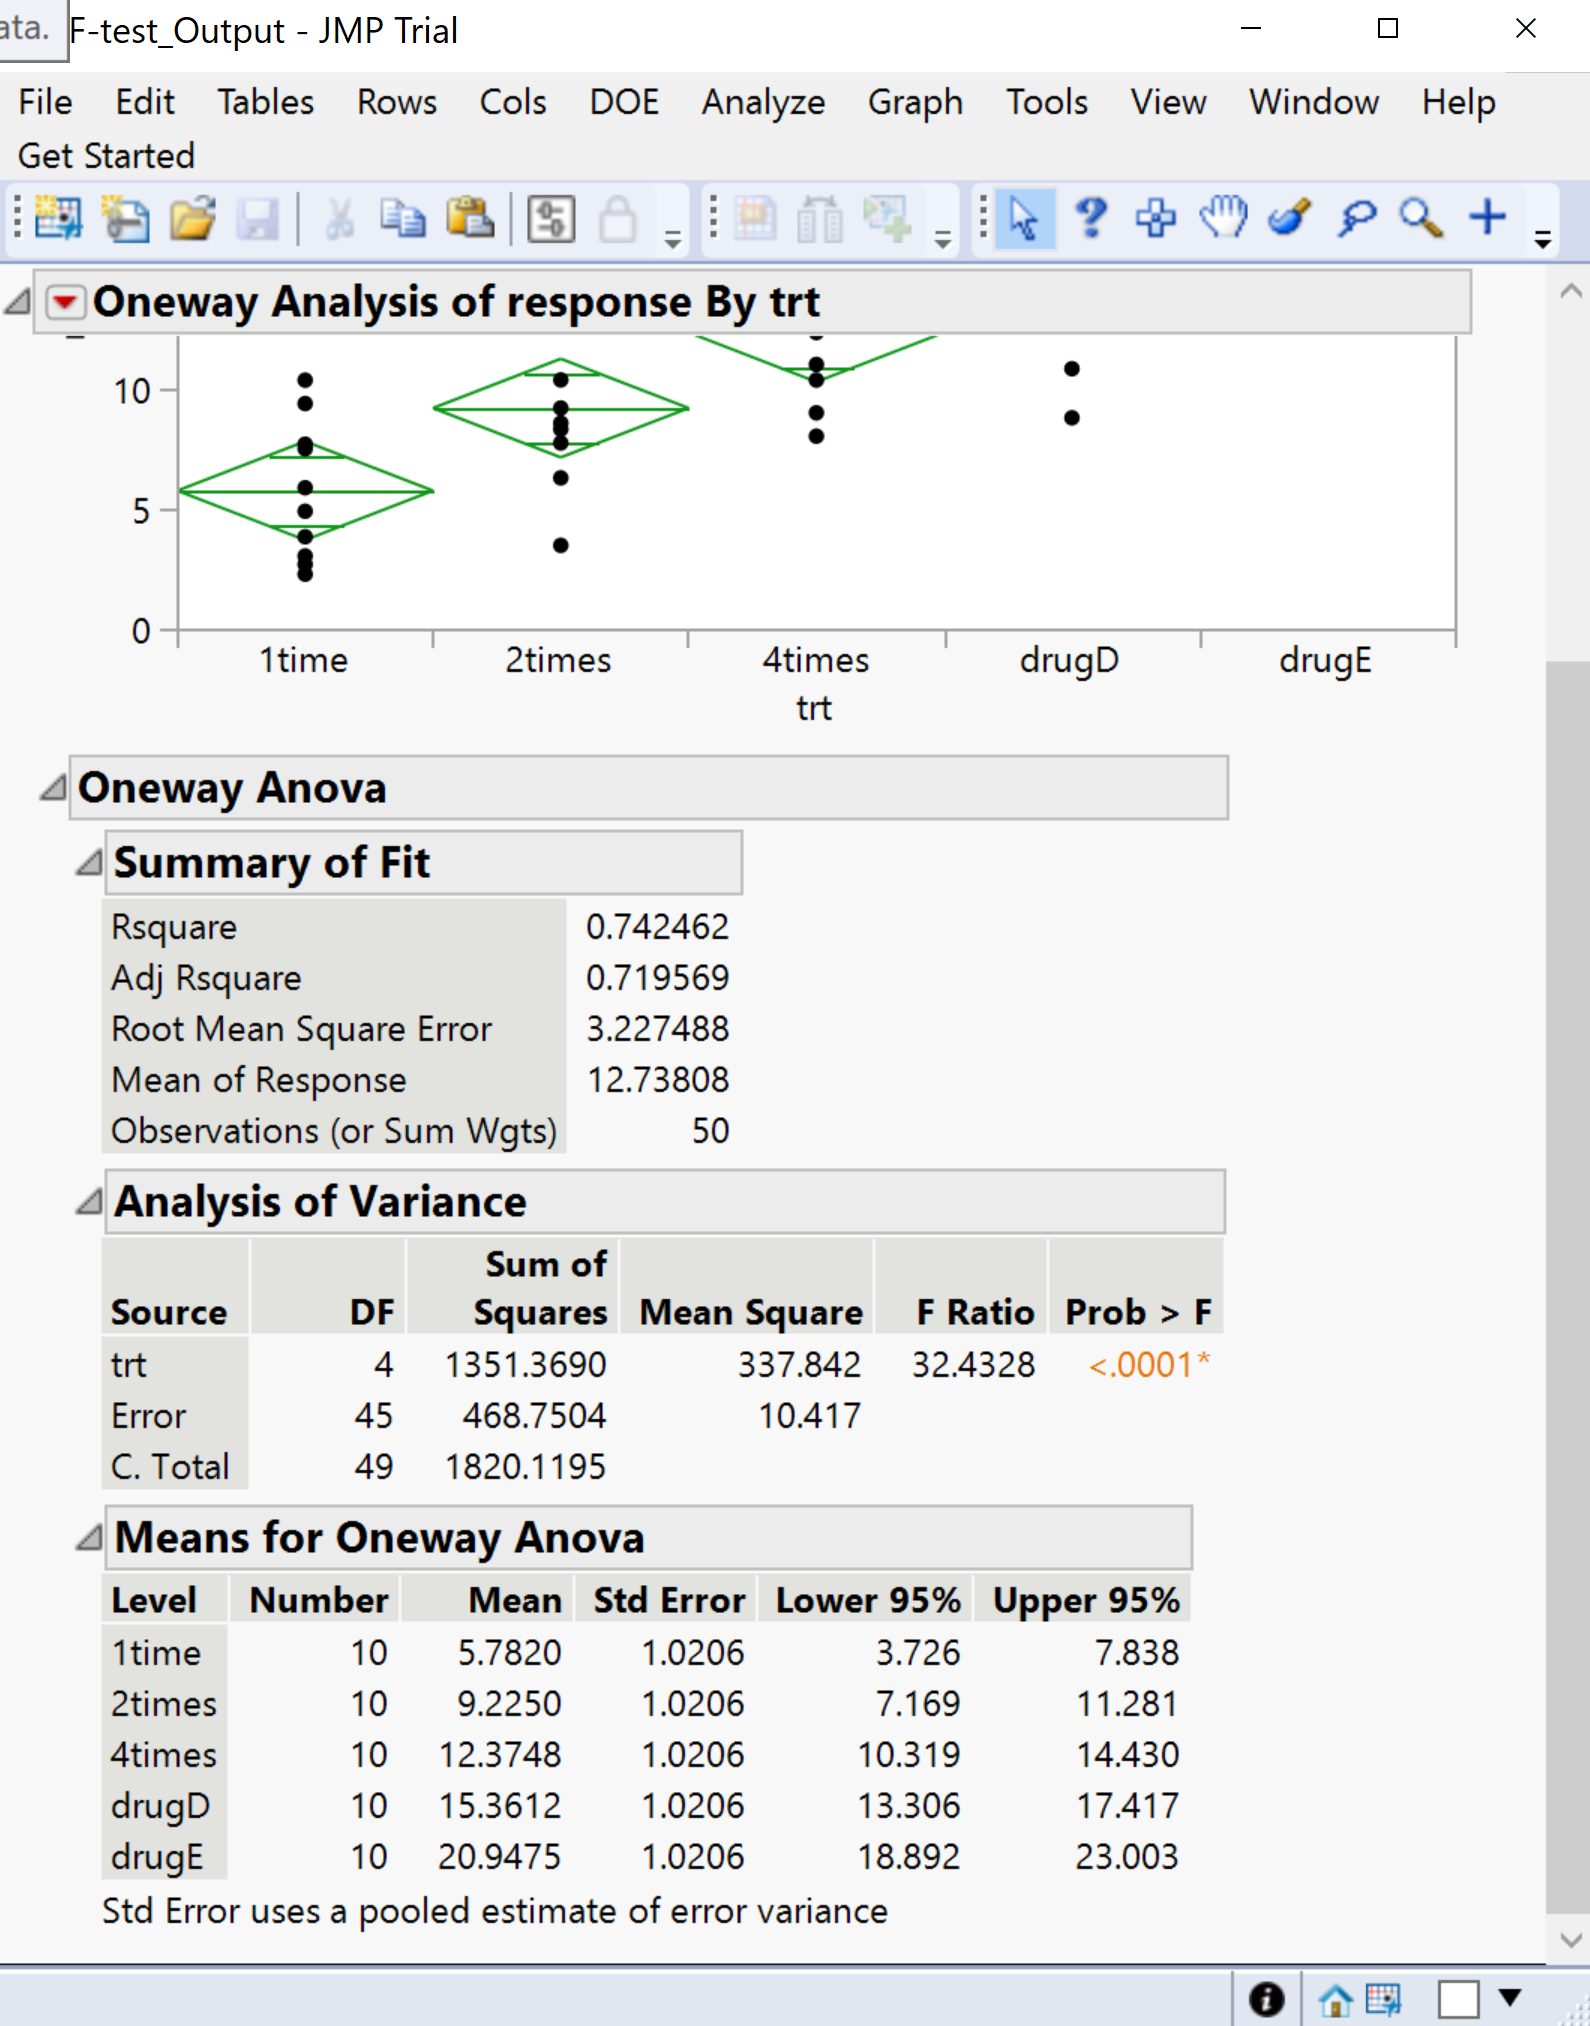 ata.
F-test_Output - JMP Trial
File Edit Tables Rows Cols DOE Analyze Graph Tools View Window Help
Get Started
Oneway Analysis of response By trt
10
5
0
1time 2times 4times drugD drugE
trt
Oneway Anova
Summary of Fit
Rsquare 0.742462
Adj Rsquare 0.719569
Root Mean Square Error 3.227488
Mean of Response 12.73808
Observations (or Sum Wgts) 50
Analysis of Variance
Sum of
Source DF Squares Mean Square F Ratio Prob > F
trt 4 1351.3690 337.842 32.4328 <.0001*
Error 45 468.7504 10.417
C. Total 49 1820.1195
Means for Oneway Anova
Level Number Mean Std Error Lower 95% Upper 95%
1time 10 5.7820 1.0206 3.726 7.838
2times 10 9.2250 1.0206 7.169 11.281
4times 10 12.3748 1.0206 10.319 14.430
drugD 10 15.3612 1.0206 13.306 17.417
drugE 10 20.9475 1.0206 18.892 23.003
Std Error uses a pooled estimate of error variance